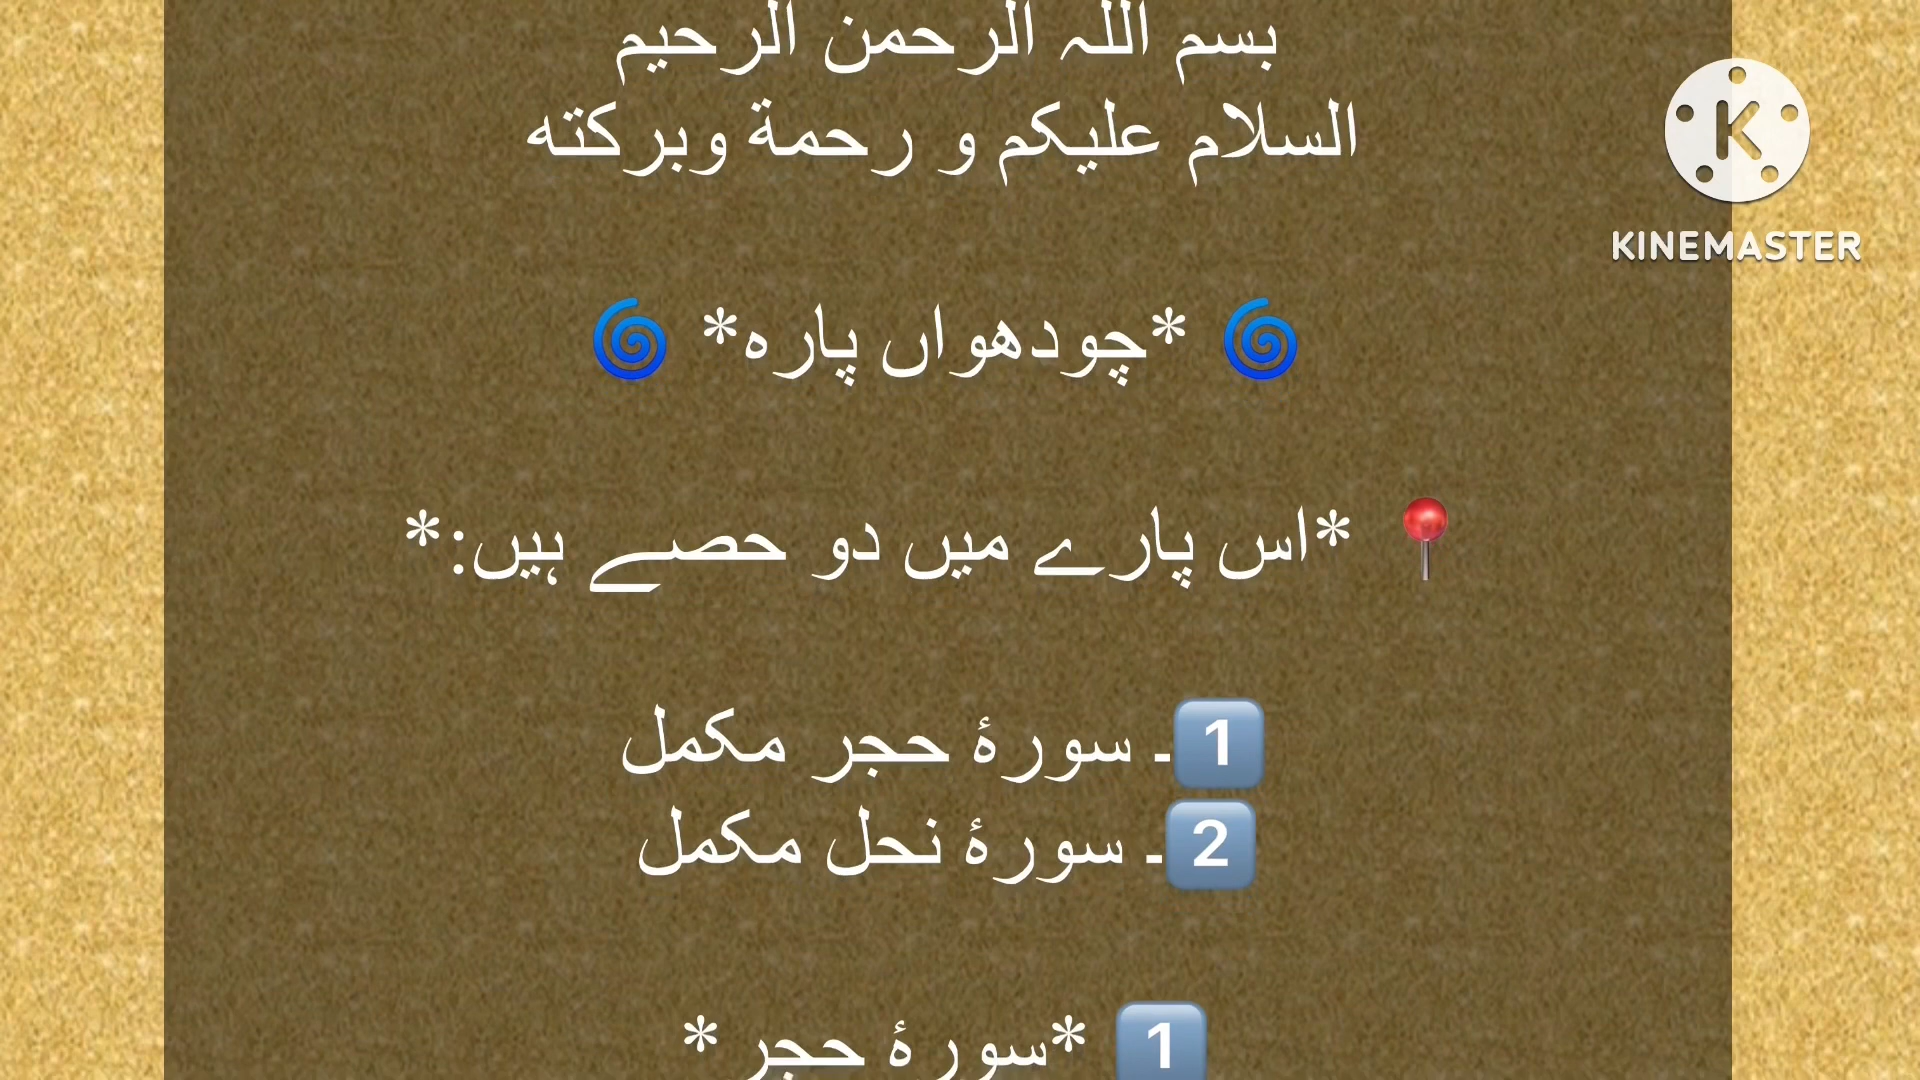 بسم اللہ الرحمن الرحیم
السلام علیکم و رحمة وبرکته
🌀 *چودھواں پارہ* 🌀
📍 *اس پارے میں دو حصے ہیں:*
1️⃣۔ سورۂ حجر مکمل
2️⃣۔ سورۂ نحل مکمل
1️⃣ *سورۂ حجر*
KINEMASTER